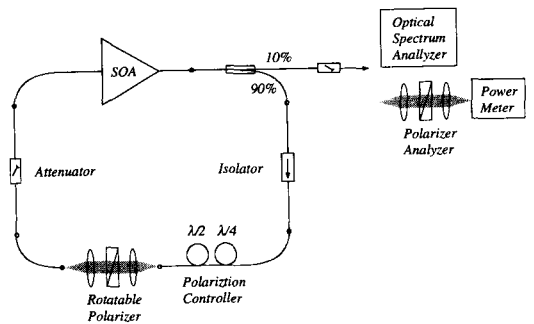 Optical
Spectrum
Anallyzer
SOA
10%
90%
Power
Meter
Polarizer
Analyzer
Attenuator
Isolator
λ/2 λ/4
Rotatable
Polarizer
Polariztion
Controller